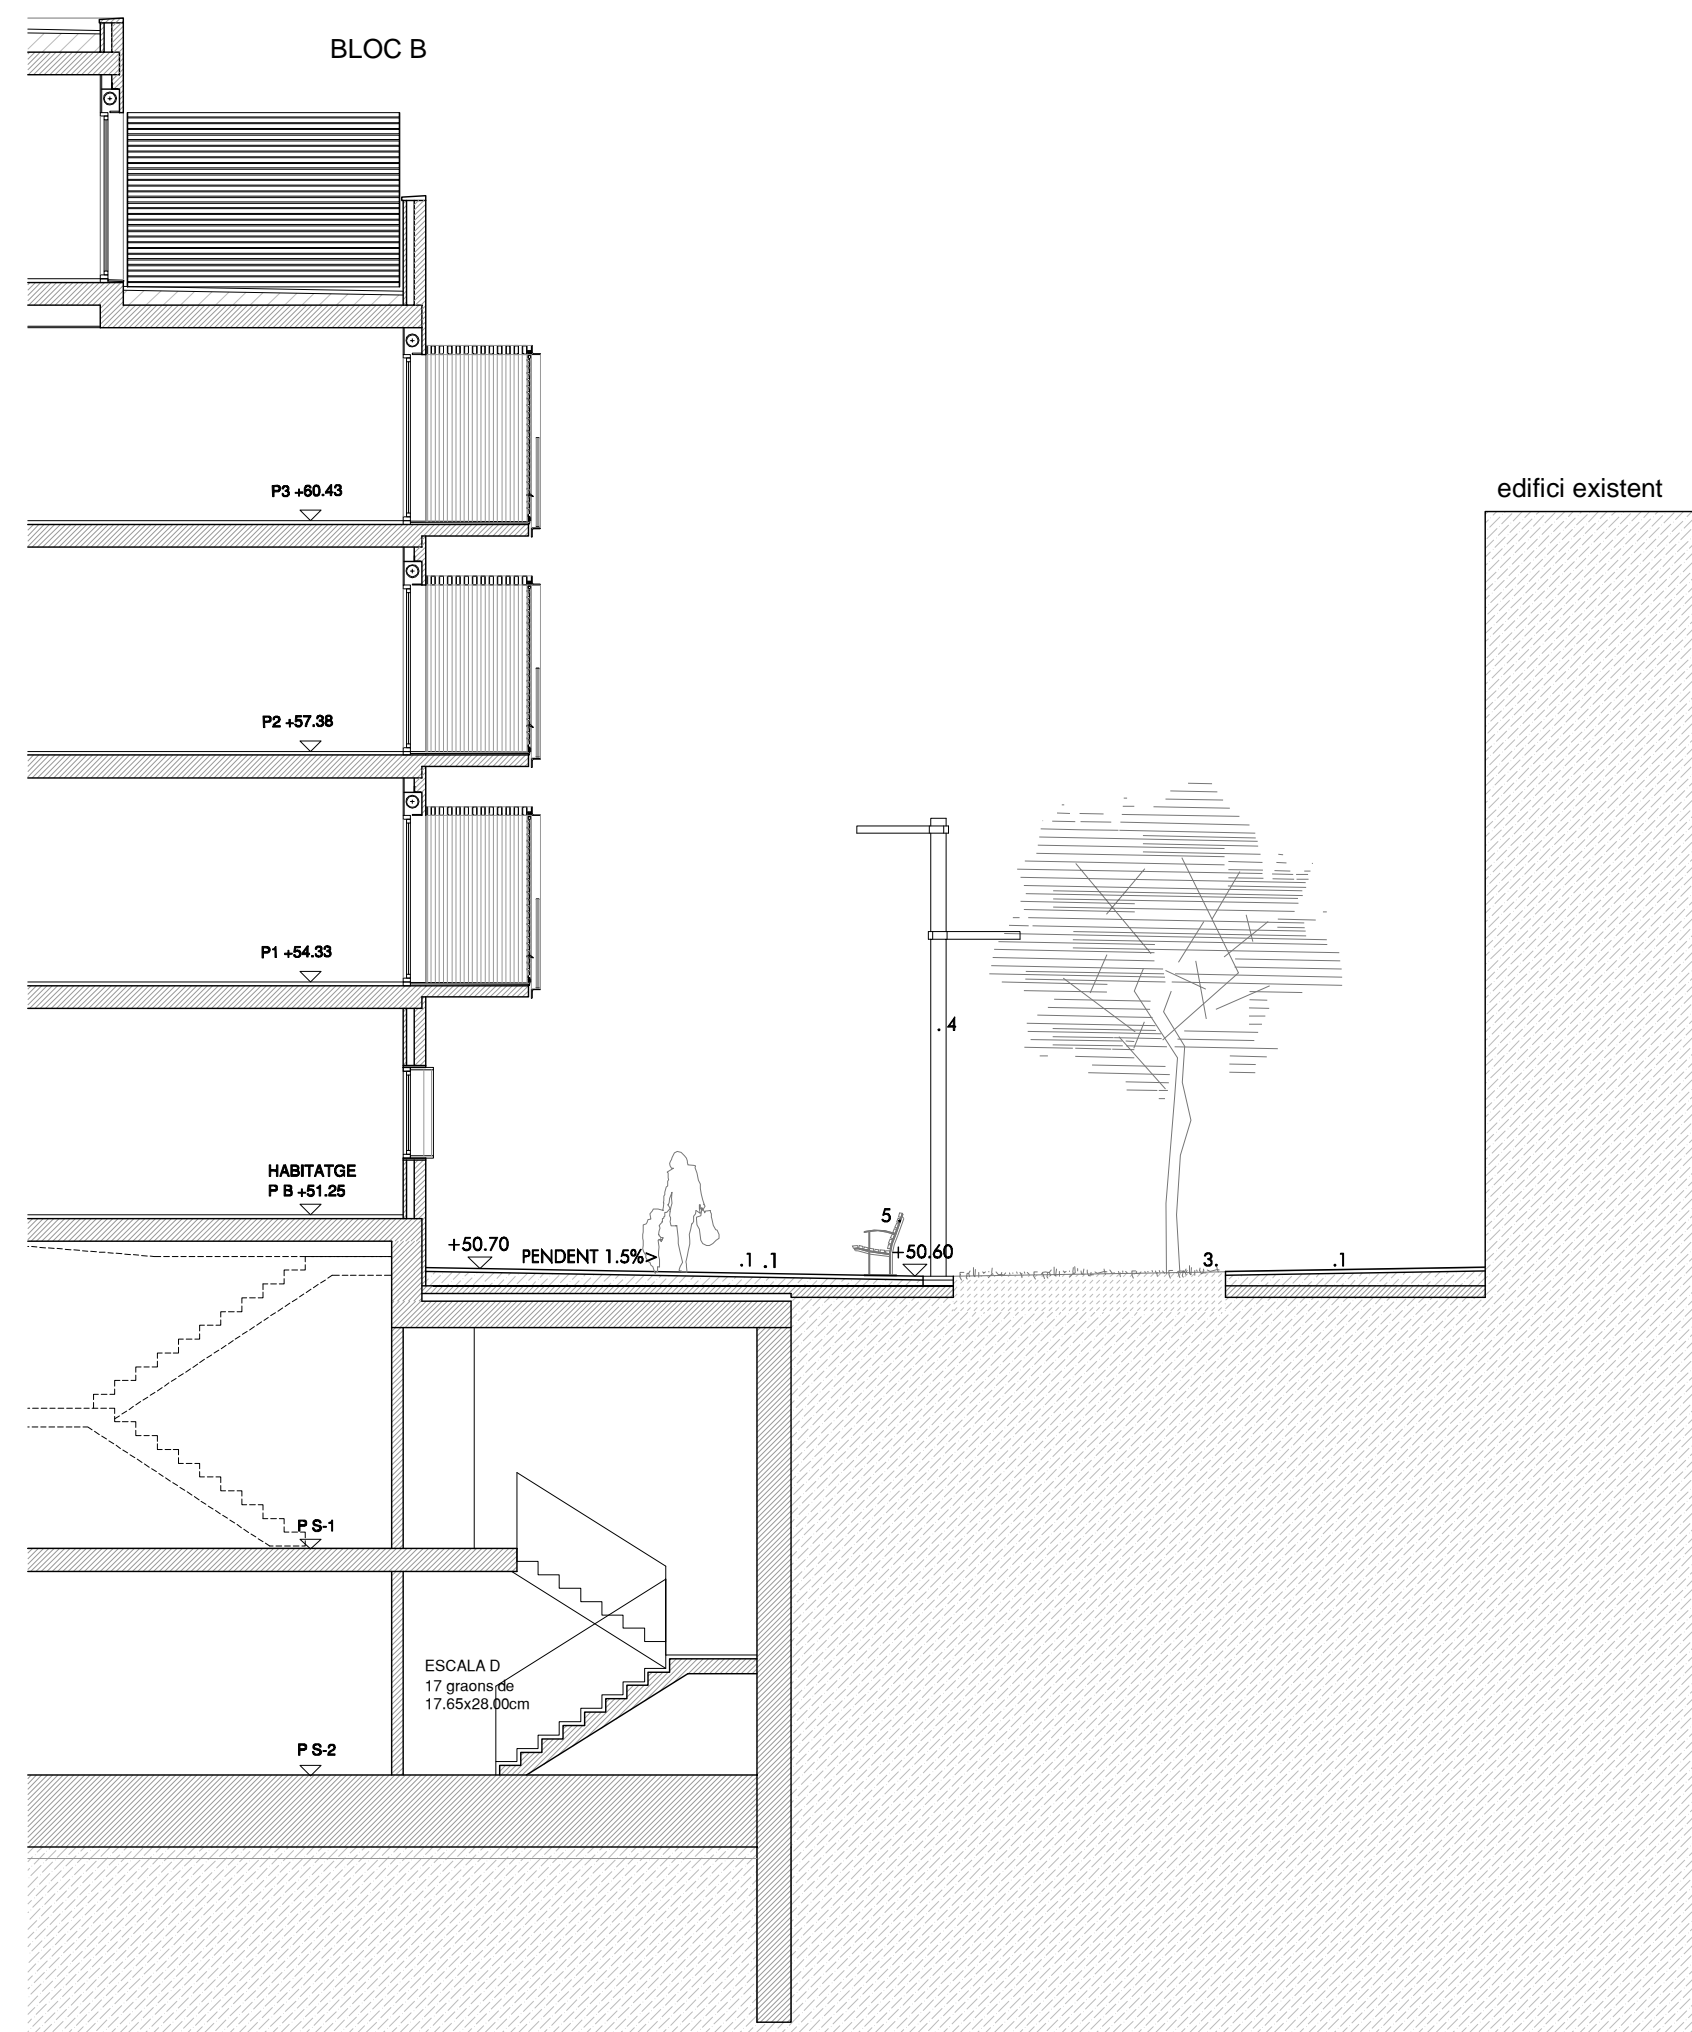 BLOC B
edifici existent
P3 +60.43
P2 +57.38
P1 +54.33
. 4
HABITATGE
P B +51.25
5
+50.70
PENDENT 1.5%>
.1 .1
+50.60
3.
.1
P S-1
ESCALA D
17 graons de
17.65x28.00cm
P S-2